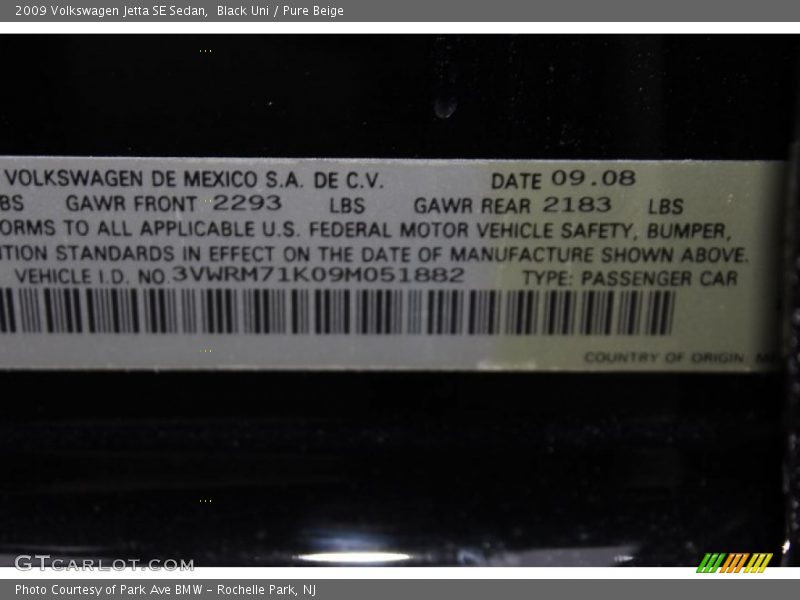 2009 Volkswagen Jetta SE Sedan,  Black Uni / Pure Beige
VOLKSWAGEN DE MEXICO S.A. DE C.V. DATE 09.08
BS GAWR FRONT 2293 LBS GAWR REAR 2183 LBS
ORMS TO ALL APPLICABLE U.S. FEDERAL MOTOR VEHICLE SAFETY, BUMPER,
TION STANDARDS IN EFFECT ON THE DATE OF MANUFACTURE SHOWN ABOVE.
VEHICLE I.D. NO. 3VWRM71K09M051882 TYPE: PASSENGER CAR
COUNTRY OF ORIGIN
GTCARLOT.COM
Photo Courtesy of Park Ave BMW - Rochelle Park, NJ